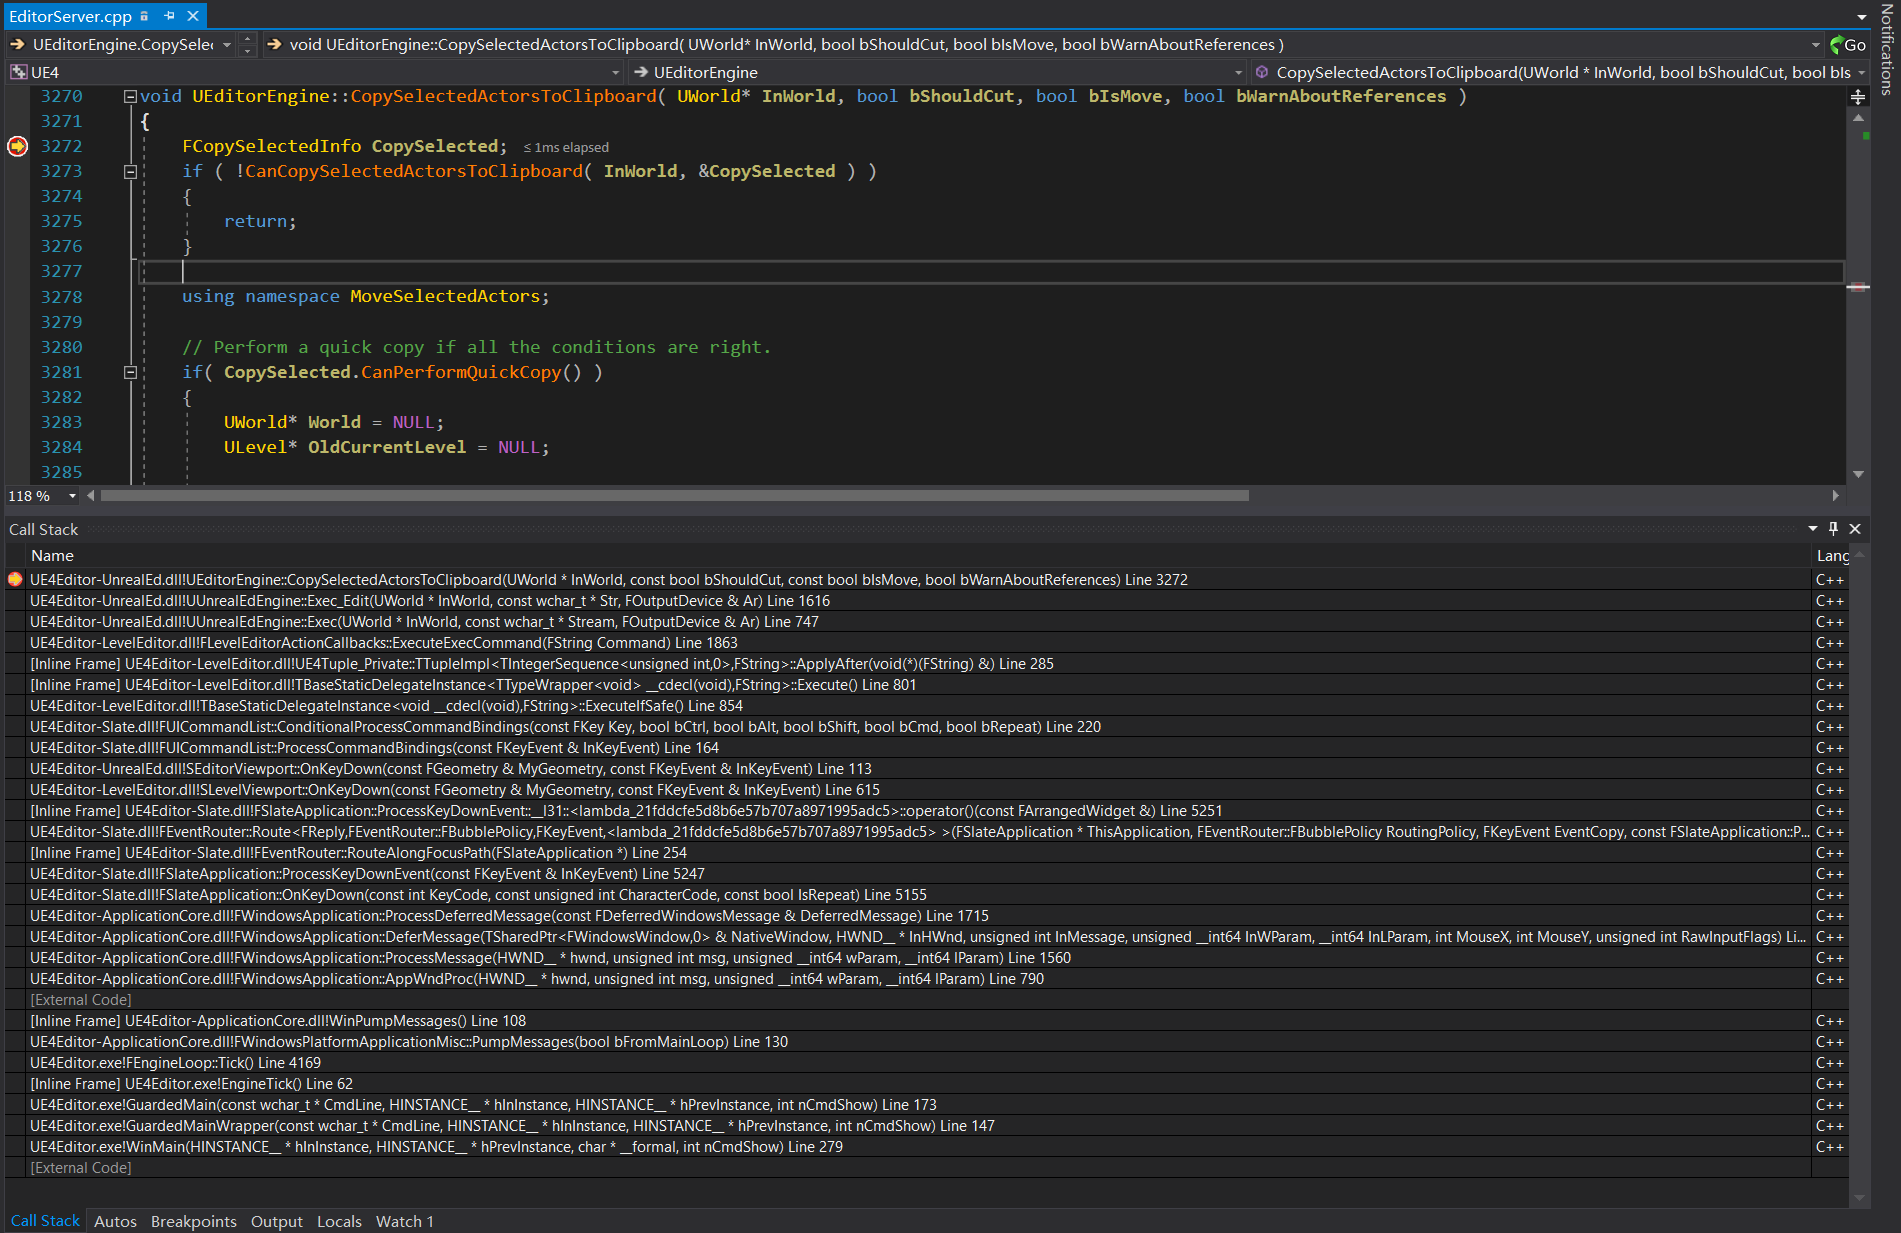 EditorServer.cpp
Notifications
UEditorEngine.CopySelec
void UEditorEngine::CopySelectedActorsToClipboard( UWorld* InWorld, bool bShouldCut, bool bIsMove, bool bWarnAboutReferences )
Go
UE4
UEditorEngine
CopySelectedActorsToClipboard(UWorld * InWorld, bool bShouldCut, bool bIs
3270 void UEditorEngine::CopySelectedActorsToClipboard( UWorld* InWorld, bool bShouldCut, bool bIsMove, bool bWarnAboutReferences )
3271 {
3272 FCopySelectedInfo CopySelected; ≤ 1ms elapsed
3273 if ( !CanCopySelectedActorsToClipboard( InWorld, &CopySelected ) )
3274 {
3275 return;
3276 }
3277
3278 using namespace MoveSelectedActors;
3279
3280 // Perform a quick copy if all the conditions are right.
3281 if( CopySelected.CanPerformQuickCopy() )
3282 {
3283 UWorld* World = NULL;
3284 ULevel* OldCurrentLevel = NULL;
3285
118 %
Call Stack
Name Lang
UE4Editor-UnrealEd.dll!UEditorEngine::CopySelectedActorsToClipboard(UWorld * InWorld, const bool bShouldCut, const bool bIsMove, bool bWarnAboutReferences) Line 3272 C++
UE4Editor-UnrealEd.dll!UUnrealEdEngine::Exec_Edit(UWorld * InWorld, const wchar_t * Str, FOutputDevice & Ar) Line 1616 C++
UE4Editor-UnrealEd.dll!UUnrealEdEngine::Exec(UWorld * InWorld, const wchar_t * Stream, FOutputDevice & Ar) Line 747 C++
UE4Editor-LevelEditor.dll!FLevelEditorActionCallbacks::ExecuteExecCommand(FString Command) Line 1863 C++
[Inline Frame] UE4Editor-LevelEditor.dll!UE4Tuple_Private::TTupleImpl<TIntegerSequence<unsigned int,0>,FString>::ApplyAfter(void(*)(FString) &) Line 285 C++
[Inline Frame] UE4Editor-LevelEditor.dll!TBaseStaticDelegateInstance<TTypeWrapper<void> __cdecl(void),FString>::Execute() Line 801 C++
UE4Editor-LevelEditor.dll!TBaseStaticDelegateInstance<void __cdecl(void),FString>::ExecuteIfSafe() Line 854 C++
UE4Editor-Slate.dll!FUICommandList::ConditionalProcessCommandBindings(const FKey Key, bool bCtrl, bool bAlt, bool bShift, bool bCmd, bool bRepeat) Line 220 C++
UE4Editor-Slate.dll!FUICommandList::ProcessCommandBindings(const FKeyEvent & InKeyEvent) Line 164 C++
UE4Editor-UnrealEd.dll!SEditorViewport::OnKeyDown(const FGeometry & MyGeometry, const FKeyEvent & InKeyEvent) Line 113 C++
UE4Editor-LevelEditor.dll!SLevelViewport::OnKeyDown(const FGeometry & MyGeometry, const FKeyEvent & InKeyEvent) Line 615 C++
[Inline Frame] UE4Editor-Slate.dll!FSlateApplication::ProcessKeyDownEvent::__l31::<lambda_21fddcfe5d8b6e57b707a8971995adc5>::operator()(const FArrangedWidget &) Line 5251 C++
UE4Editor-Slate.dll!FEventRouter::Route<FReply,FEventRouter::FBubblePolicy,FKeyEvent,<lambda_21fddcfe5d8b6e57b707a8971995adc5> >(FSlateApplication * ThisApplication, FEventRouter::FBubblePolicy RoutingPolicy, FKeyEvent EventCopy, const FSlateApplication::P... C++
[Inline Frame] UE4Editor-Slate.dll!FEventRouter::RouteAlongFocusPath(FSlateApplication *) Line 254 C++
UE4Editor-Slate.dll!FSlateApplication::ProcessKeyDownEvent(const FKeyEvent & InKeyEvent) Line 5247 C++
UE4Editor-Slate.dll!FSlateApplication::OnKeyDown(const int KeyCode, const unsigned int CharacterCode, const bool IsRepeat) Line 5155 C++
UE4Editor-ApplicationCore.dll!FWindowsApplication::ProcessDeferredMessage(const FDeferredWindowsMessage & DeferredMessage) Line 1715 C++
UE4Editor-ApplicationCore.dll!FWindowsApplication::DeferMessage(TSharedPtr<FWindowsWindow,0> & NativeWindow, HWND__ * InHWnd, unsigned int InMessage, unsigned __int64 InWParam, __int64 InLParam, int MouseX, int MouseY, unsigned int RawInputFlags) Li... C++
UE4Editor-ApplicationCore.dll!FWindowsApplication::ProcessMessage(HWND__ * hwnd, unsigned int msg, unsigned __int64 wParam, __int64 lParam) Line 1560 C++
UE4Editor-ApplicationCore.dll!FWindowsApplication::AppWndProc(HWND__ * hwnd, unsigned int msg, unsigned __int64 wParam, __int64 lParam) Line 790 C++
[External Code]
[Inline Frame] UE4Editor-ApplicationCore.dll!WinPumpMessages() Line 108 C++
UE4Editor-ApplicationCore.dll!FWindowsPlatformApplicationMisc::PumpMessages(bool bFromMainLoop) Line 130 C++
UE4Editor.exe!FEngineLoop::Tick() Line 4169 C++
[Inline Frame] UE4Editor.exe!EngineTick() Line 62 C++
UE4Editor.exe!GuardedMain(const wchar_t * CmdLine, HINSTANCE__ * hInInstance, HINSTANCE__ * hPrevInstance, int nCmdShow) Line 173 C++
UE4Editor.exe!GuardedMainWrapper(const wchar_t * CmdLine, HINSTANCE__ * hInInstance, HINSTANCE__ * hPrevInstance, int nCmdShow) Line 147 C++
UE4Editor.exe!WinMain(HINSTANCE__ * hInInstance, HINSTANCE__ * hPrevInstance, char * __formal, int nCmdShow) Line 279 C++
[External Code]
Call Stack Autos Breakpoints Output Locals Watch 1